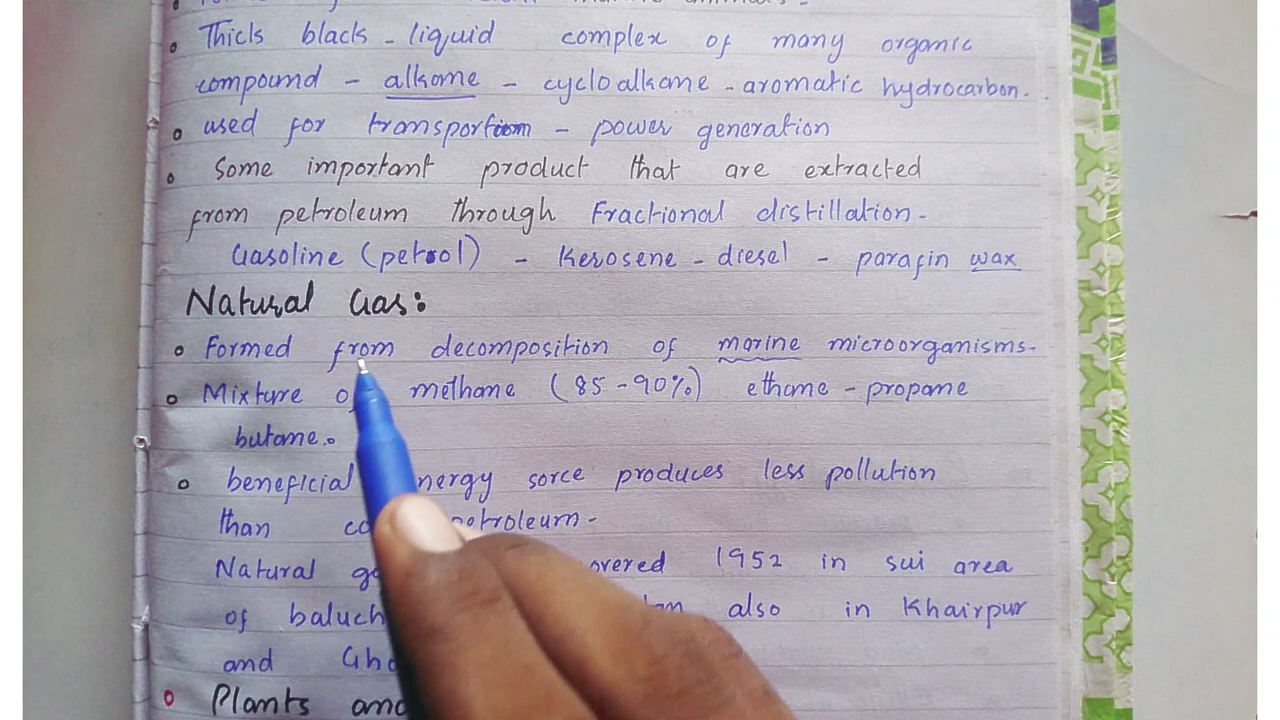 • Thick black - liquid complex of many organic
compound - alkane - cycloalkane - aromatic hydrocarbon.
• used for transportion - power generation
• Some important product that are extracted
from petroleum through Fractional distillation -
Gasoline (petrol) - Kerosene - diesel - parafin wax
Natural Gas:
• Formed from decomposition of marine microorganisms -
• Mixture of methane (85-90%) ethane - propane
butane.
• beneficial energy sorce produces less pollution
than petroleum -
Natural 1952 in sui area
of also in Khairpur
and
• Plants and